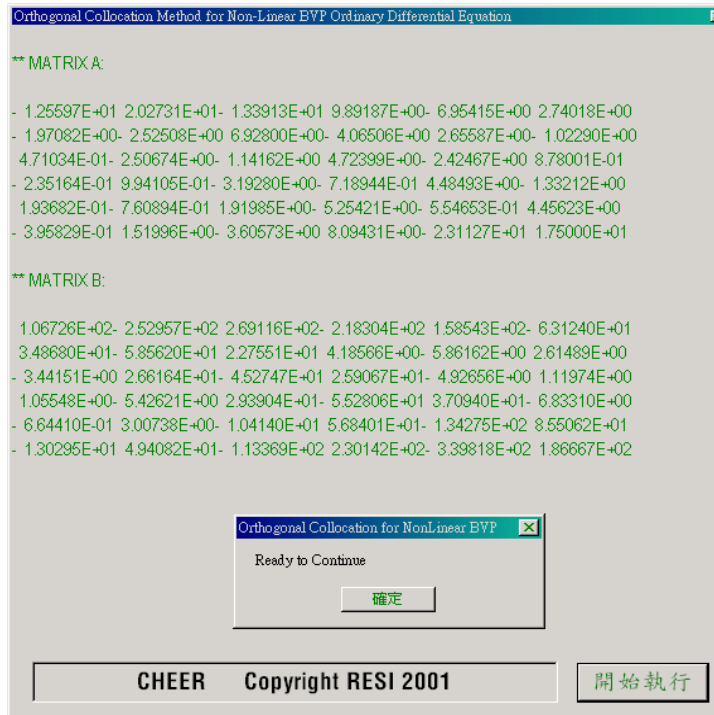 Orthogonal Collocation Method for Non-Linear BVP Ordinary Differential Equation
** MATRIX A:
- 1.25597E+01 2.02731E+01- 1.33913E+01 9.89187E+00- 6.95415E+00 2.74018E+00
- 1.97082E+00- 2.52508E+00 6.92800E+00- 4.06506E+00 2.65587E+00- 1.02290E+00
4.71034E-01- 2.50674E+00- 1.14162E+00 4.72399E+00- 2.42467E+00 8.78001E-01
- 2.35164E-01 9.94105E-01- 3.19280E+00- 7.18944E-01 4.48493E+00- 1.33212E+00
1.93682E-01- 7.60894E-01 1.91985E+00- 5.25421E+00- 5.54653E-01 4.45623E+00
- 3.95829E-01 1.51996E+00- 3.60573E+00 8.09431E+00- 2.31127E+01 1.75000E+01
** MATRIX B:
1.06726E+02- 2.52957E+02 2.69116E+02- 2.18304E+02 1.58543E+02- 6.31240E+01
3.48680E+01- 5.85620E+01 2.27551E+01 4.18566E+00- 5.86162E+00 2.61489E+00
- 3.44151E+00 2.66164E+01- 4.52747E+01 2.59067E+01- 4.92656E+00 1.11974E+00
1.05548E+00- 5.42621E+00 2.93904E+01- 5.52806E+01 3.70940E+01- 6.83310E+00
- 6.64410E-01 3.00738E+00- 1.04140E+01 5.68401E+01- 1.34275E+02 8.55062E+01
- 1.30295E+01 4.94082E+01- 1.13369E+02 2.30142E+02- 3.39818E+02 1.86667E+02
Orthogonal Collocation for NonLinear BVP
Ready to Continue
確定
CHEER Copyright RESI 2001
開始執行